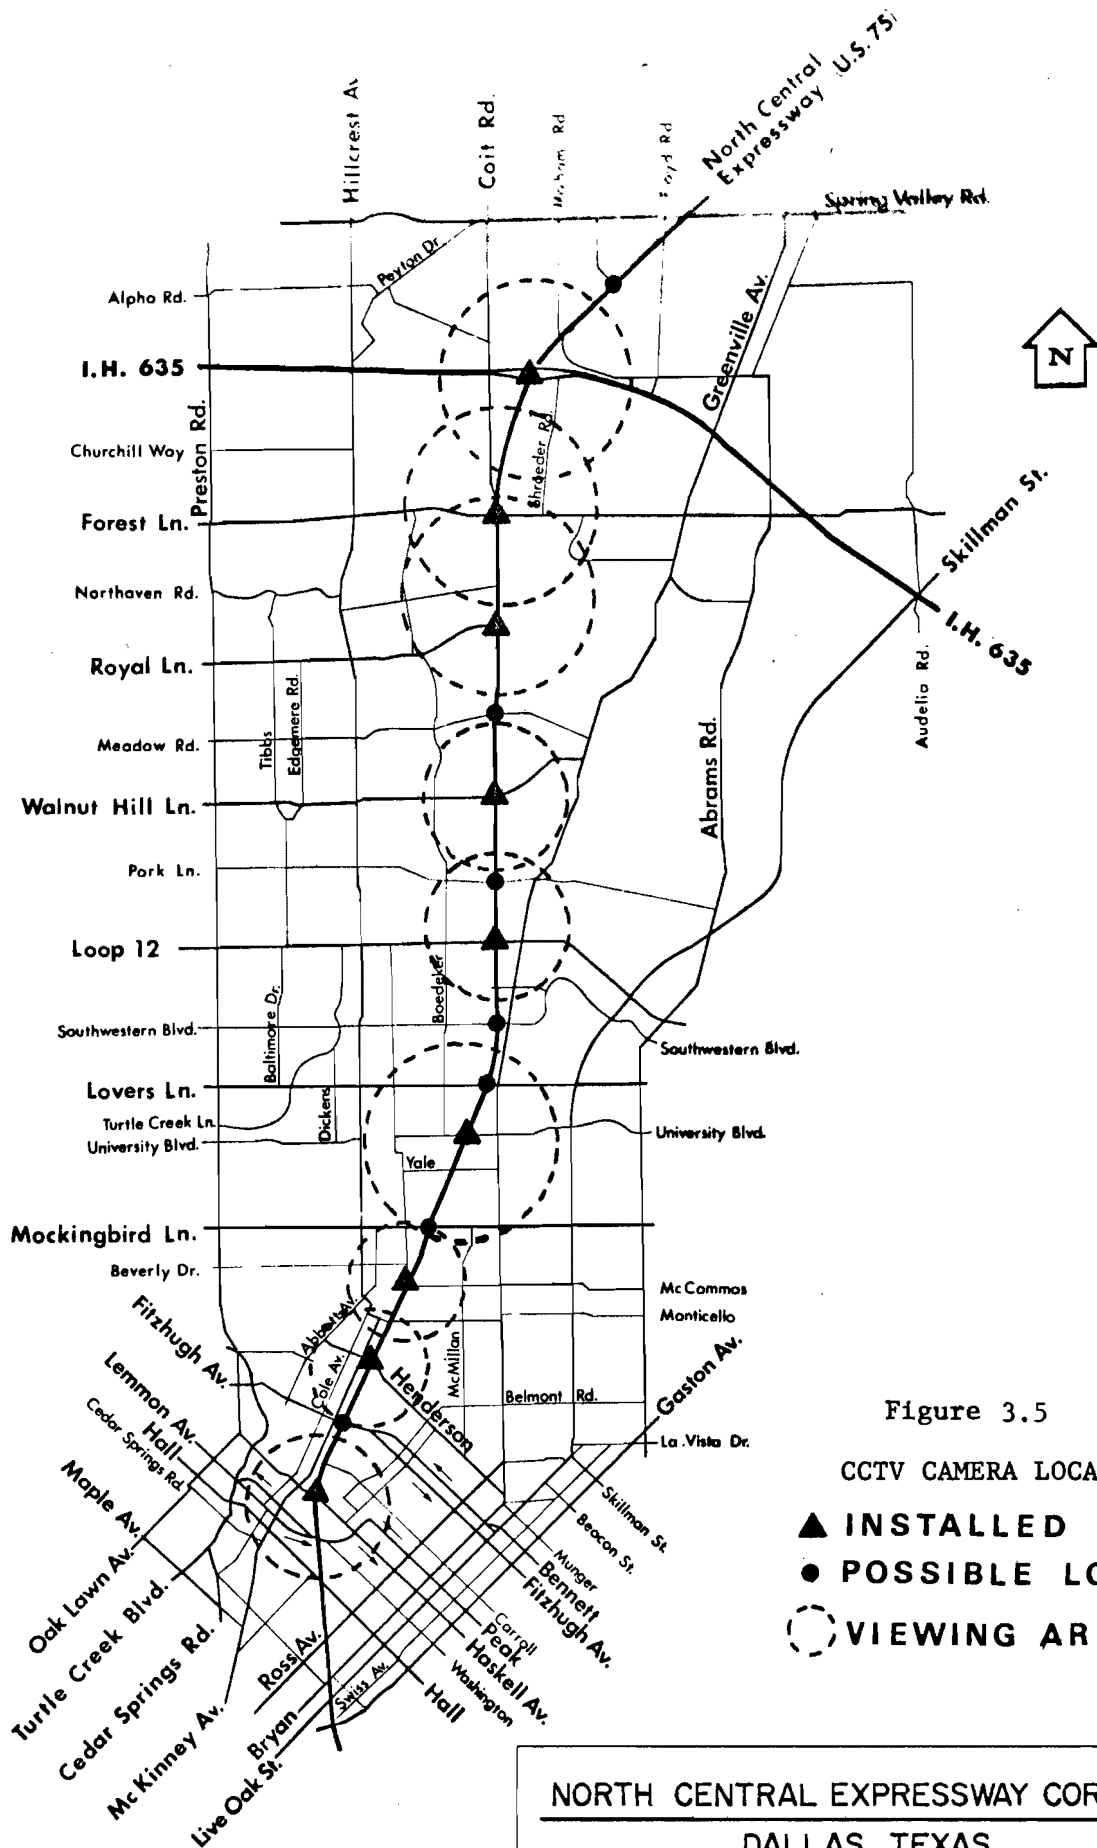 North Central
Expressway (U.S. 75)
Hillcrest Av
Coit Rd.
Spring Valley Rd.
Peyton Dr
Alpha Rd.
I.H. 635
Greenville Av.
N
Preston Rd.
Churchill Way
Shroeder Rd.
Forest Ln.
Skillman St.
Northaven Rd.
I.H. 635
Royal Ln.
Audelia Rd.
Tibbs
Edgemere Rd.
Meadow Rd.
Abrams Rd.
Walnut Hill Ln.
Park Ln.
Loop 12
Boedeker
Baltimore Dr.
Southwestern Blvd.
Southwestern Blvd.
Lovers Ln.
Dickens
Turtle Creek Ln.
University Blvd.
University Blvd.
Yale
Mockingbird Ln.
Beverly Dr.
Mc Commas
Monticello
Fitzhugh Av.
Abbott Av.
Cole Av.
McMillan
Henderson
Belmont Rd.
Gaston Av.
La Vista Dr.
Lemmon Av.
Hall
Cedar Springs Rd.
Maple Av.
Oak Lawn Av.
Turtle Creek Blvd.
Cedar Springs Rd.
Mc Kinney Av.
Skillman St.
Beacon St.
Munger
Bennett
Fitzhugh Av.
Carroll
Peak
Haskell Av.
Washington
Hall
Ross Av.
Swiss Av.
Bryan
Live Oak St.
Figure 3.5
CCTV CAMERA LOCA
INSTALLED
POSSIBLE LO
VIEWING AR
NORTH CENTRAL EXPRESSWAY COR
DALLAS, TEXAS